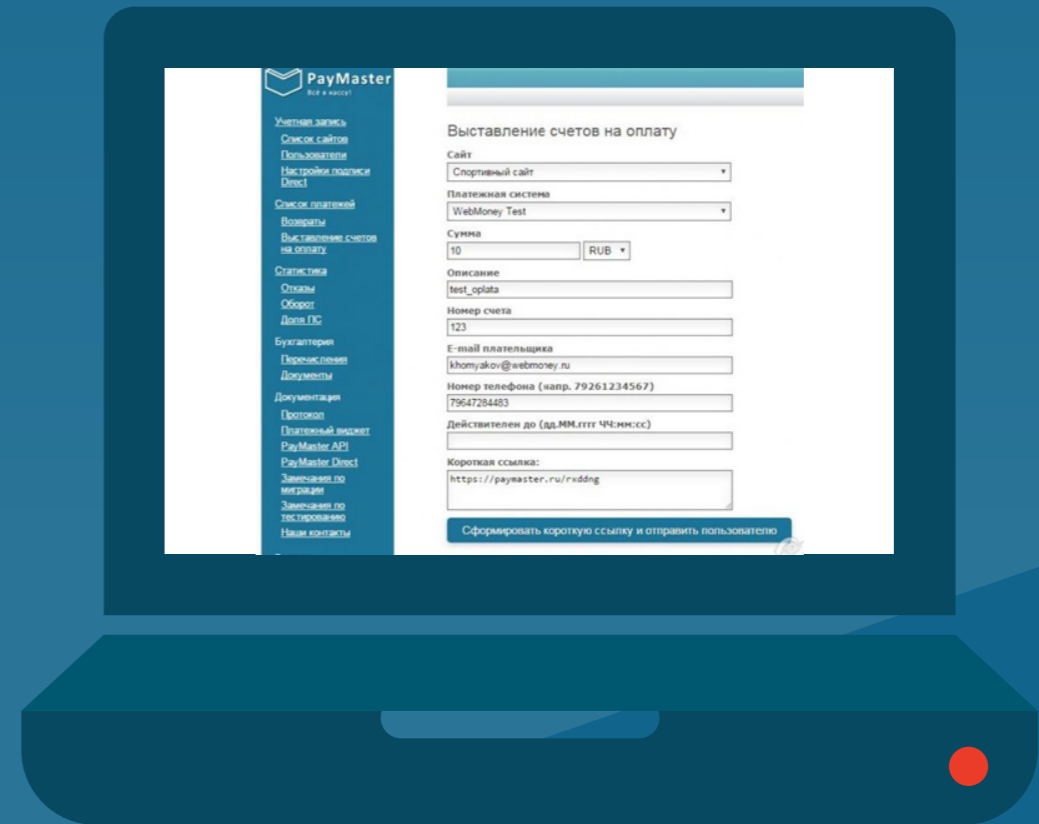 PayMaster
Всё в кассу!
Учетная запись
Список сайтов
Пользователи
Настройки подписи
Direct
Список платежей
Возвраты
Выставление счетов
на оплату
Статистика
Отказы
Оборот
Доля ПС
Бухгалтерия
Перечисления
Документы
Документация
Протокол
Платежный виджет
PayMaster API
PayMaster Direct
Замечания по
миграции
Замечания по
тестированию
Наши контакты
Выставление счетов на оплату
Сайт
Спортивный сайт
Платежная система
WebMoney Test
Сумма
10 RUB
Описание
test_oplata
Номер счета
123
E-mail плательщика
khomyakov@webmoney.ru
Номер телефона (напр. 79261234567)
79647284483
Действителен до (дд.ММ.гггг ЧЧ:мм:сс)
Короткая ссылка:
https://paymaster.ru/rxddng
Сформировать короткую ссылку и отправить пользователю